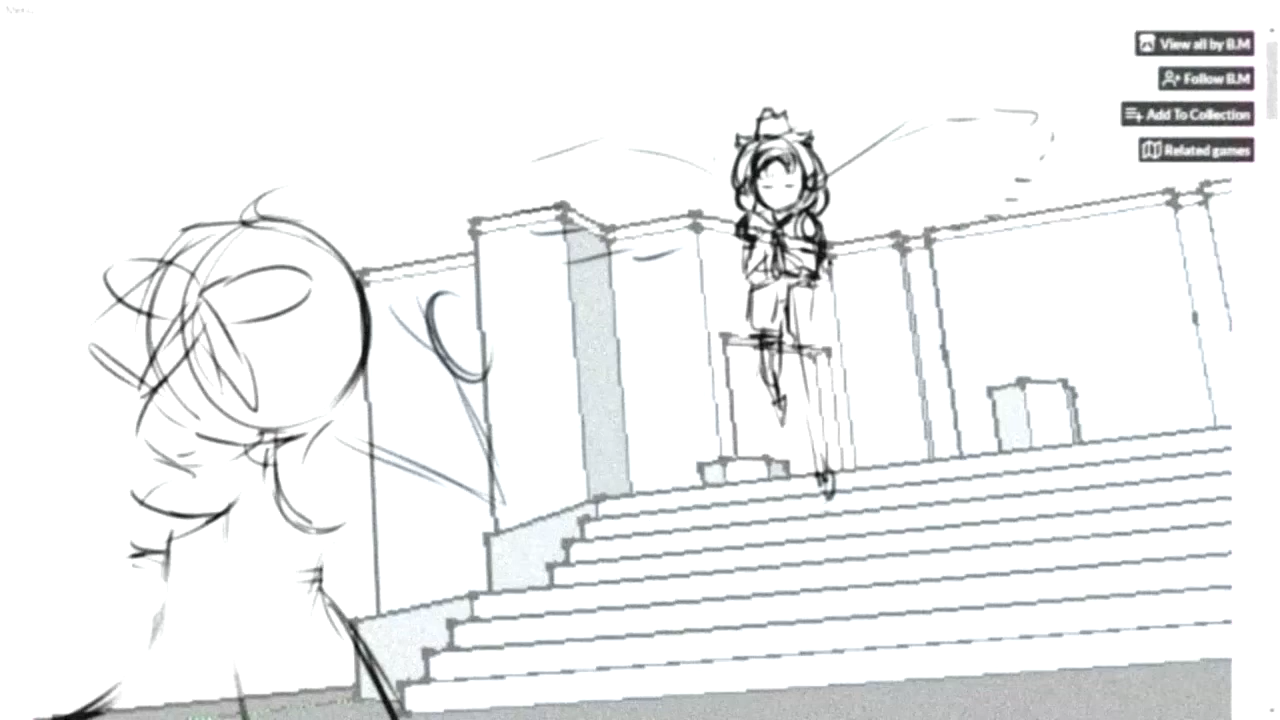 View all by B.M
Follow B.M
Add To Collection
Related games